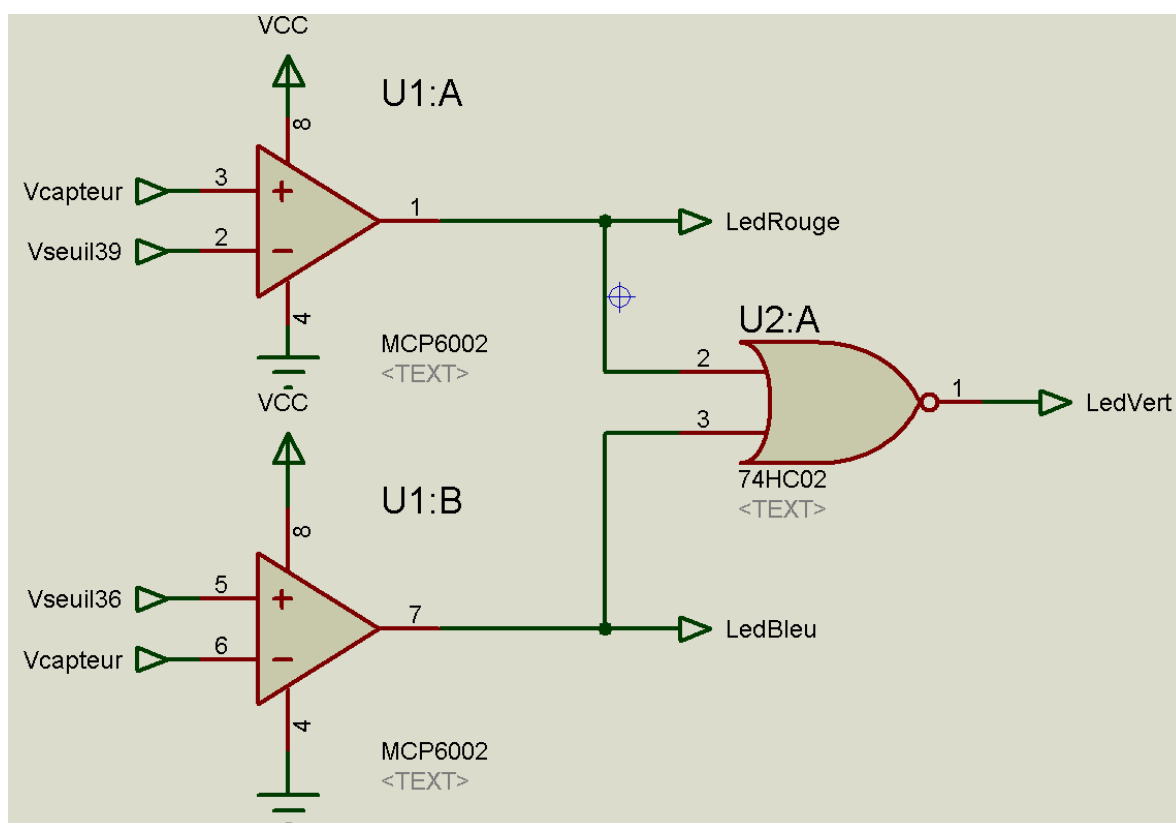 VCC
U1:A
8
Vcapteur
3
+
1
LedRouge
Vseuil39
2
−
4
MCP6002
<TEXT>
U2:A
2
3
1
LedVert
74HC02
<TEXT>
VCC
U1:B
8
Vseuil36
5
+
7
LedBleu
Vcapteur
6
−
4
MCP6002
<TEXT>